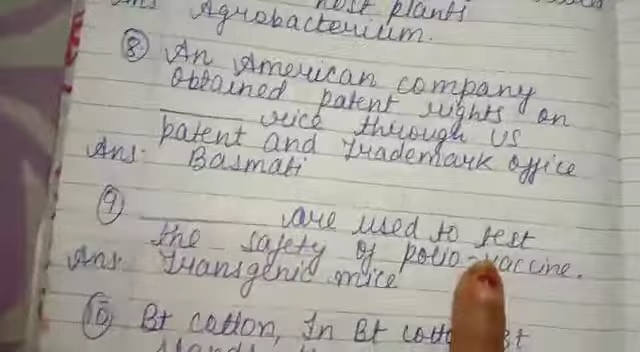 host plants
Agrobacterium.
⑧ An American company
obtained patent rights on
______ rice through US
patent and trademark office
Ans. Basmati
⑨ ______ are used to test
the safety of polio-vaccine.
Ans. Transgenic mice
⑩ Bt cotton, In Bt